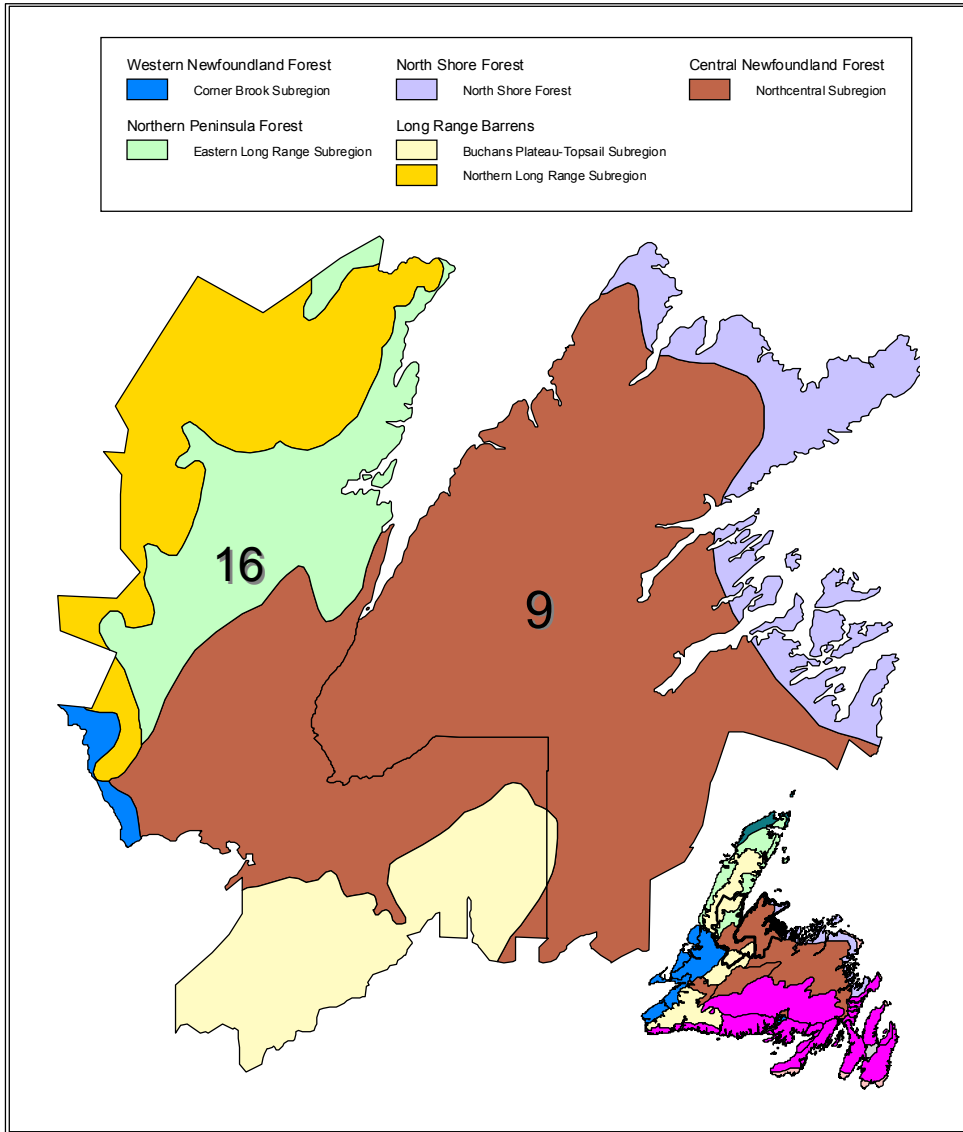 Western Newfoundland Forest
Corner Brook Subregion
North Shore Forest
North Shore Forest
Central Newfoundland Forest
Northcentral Subregion
Northern Peninsula Forest
Eastern Long Range Subregion
Long Range Barrens
Buchans Plateau-Topsail Subregion
Northern Long Range Subregion
16
9